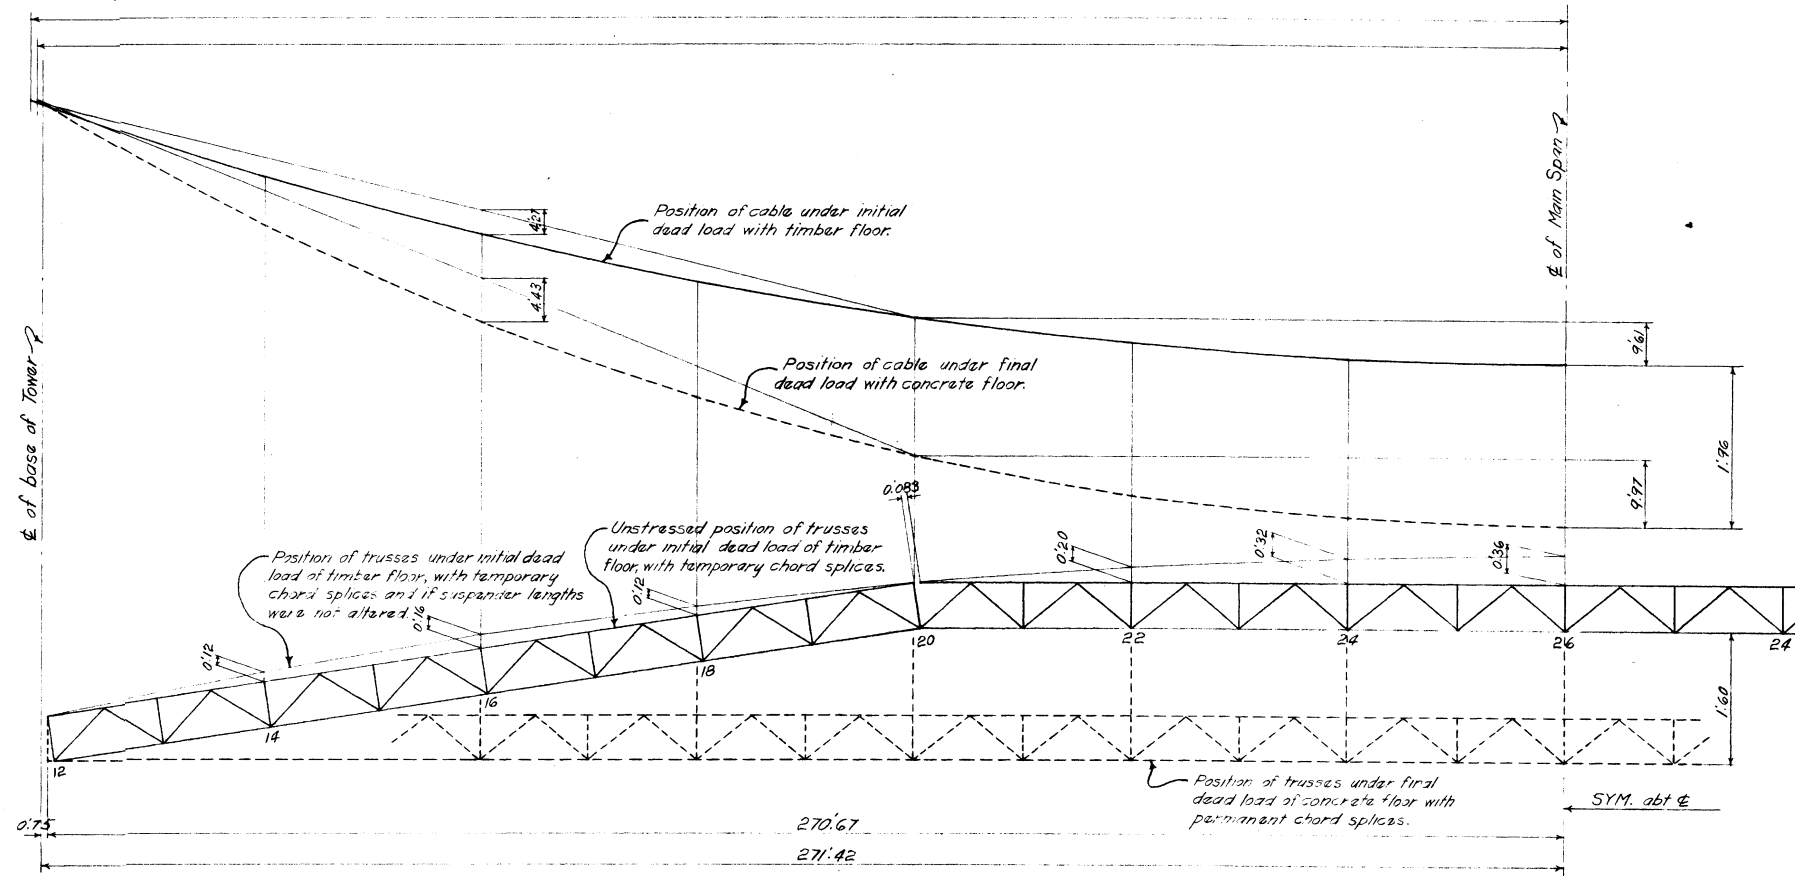 Position of cable under initial
dead load with timber floor.
4'.27
4'.43
Position of cable under final
dead load with concrete floor.
℄ of Main Span
℄ of base of Tower
9'.61
1'.96
9'.97
0'.083
Unstressed position of trusses
under initial dead load of timber
floor, with temporary chord splices.
Position of trusses under initial dead
load of timber floor, with temporary
chord splices and if suspender lengths
were not altered.
0'.12
0'.16
0'.12
0'.20
0'.32
0'.36
12
14
16
18
20
22
24
26
24
1'.60
Position of trusses under final
dead load of concrete floor with
permanent chord splices.
SYM. abt ℄
0'.75
270'.67
271'.42